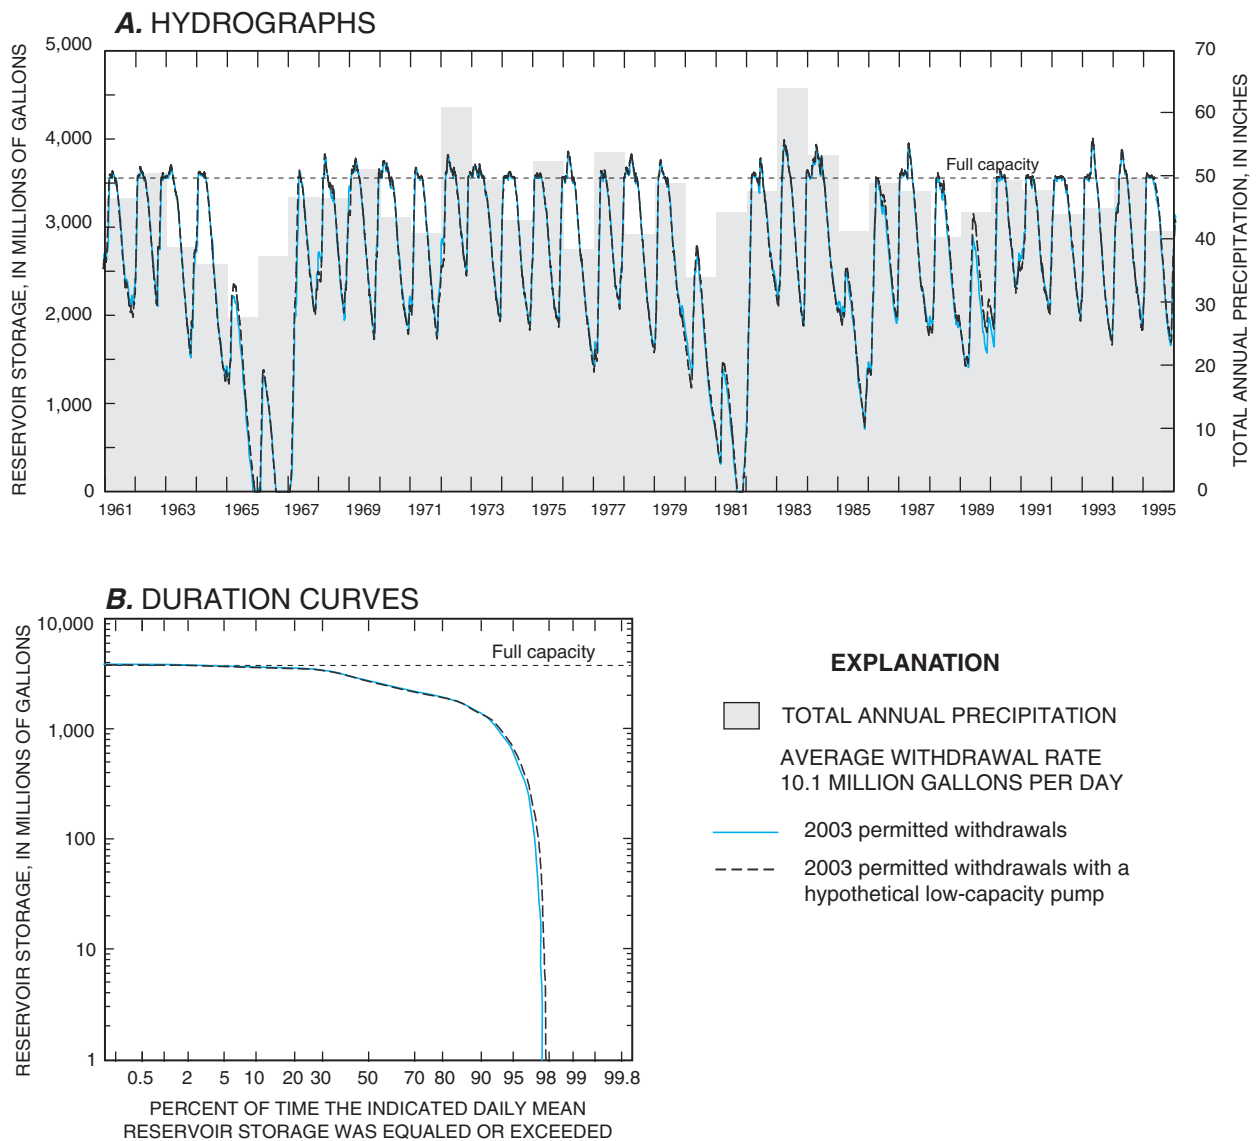 A. HYDROGRAPHS
RESERVOIR STORAGE, IN MILLIONS OF GALLONS
5,000
4,000
3,000
2,000
1,000
0
70
60
50
40
30
20
10
0
TOTAL ANNUAL PRECIPITATION, IN INCHES
Full capacity
1961 1963 1965 1967 1969 1971 1973 1975 1977 1979 1981 1983 1985 1987 1989 1991 1993 1995
B. DURATION CURVES
RESERVOIR STORAGE, IN MILLIONS OF GALLONS
10,000
1,000
100
10
1
Full capacity
0.5 2 5 10 20 30 50 70 80 90 95 98 99 99.8
PERCENT OF TIME THE INDICATED DAILY MEAN
RESERVOIR STORAGE WAS EQUALED OR EXCEEDED
EXPLANATION
TOTAL ANNUAL PRECIPITATION
AVERAGE WITHDRAWAL RATE
10.1 MILLION GALLONS PER DAY
2003 permitted withdrawals
2003 permitted withdrawals with a
hypothetical low-capacity pump